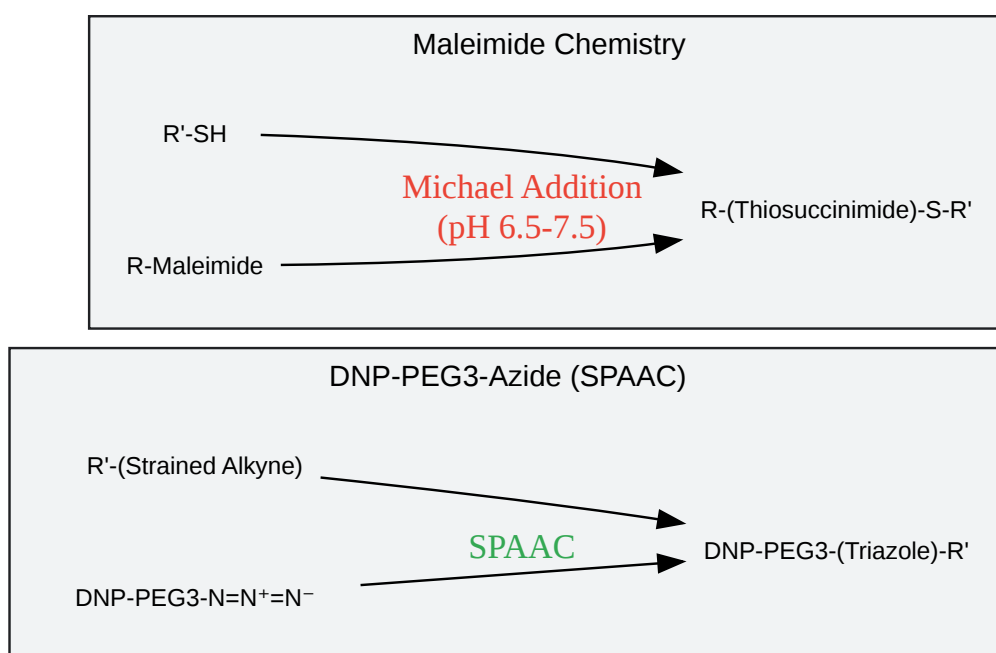 Maleimide Chemistry
R'-SH
Michael Addition
(pH 6.5-7.5)
R-(Thiosuccinimide)-S-R'
R-Maleimide
DNP-PEG3-Azide (SPAAC)
R'-(Strained Alkyne)
SPAAC
DNP-PEG3-(Triazole)-R'
DNP-PEG3-N=N⁺=N⁻